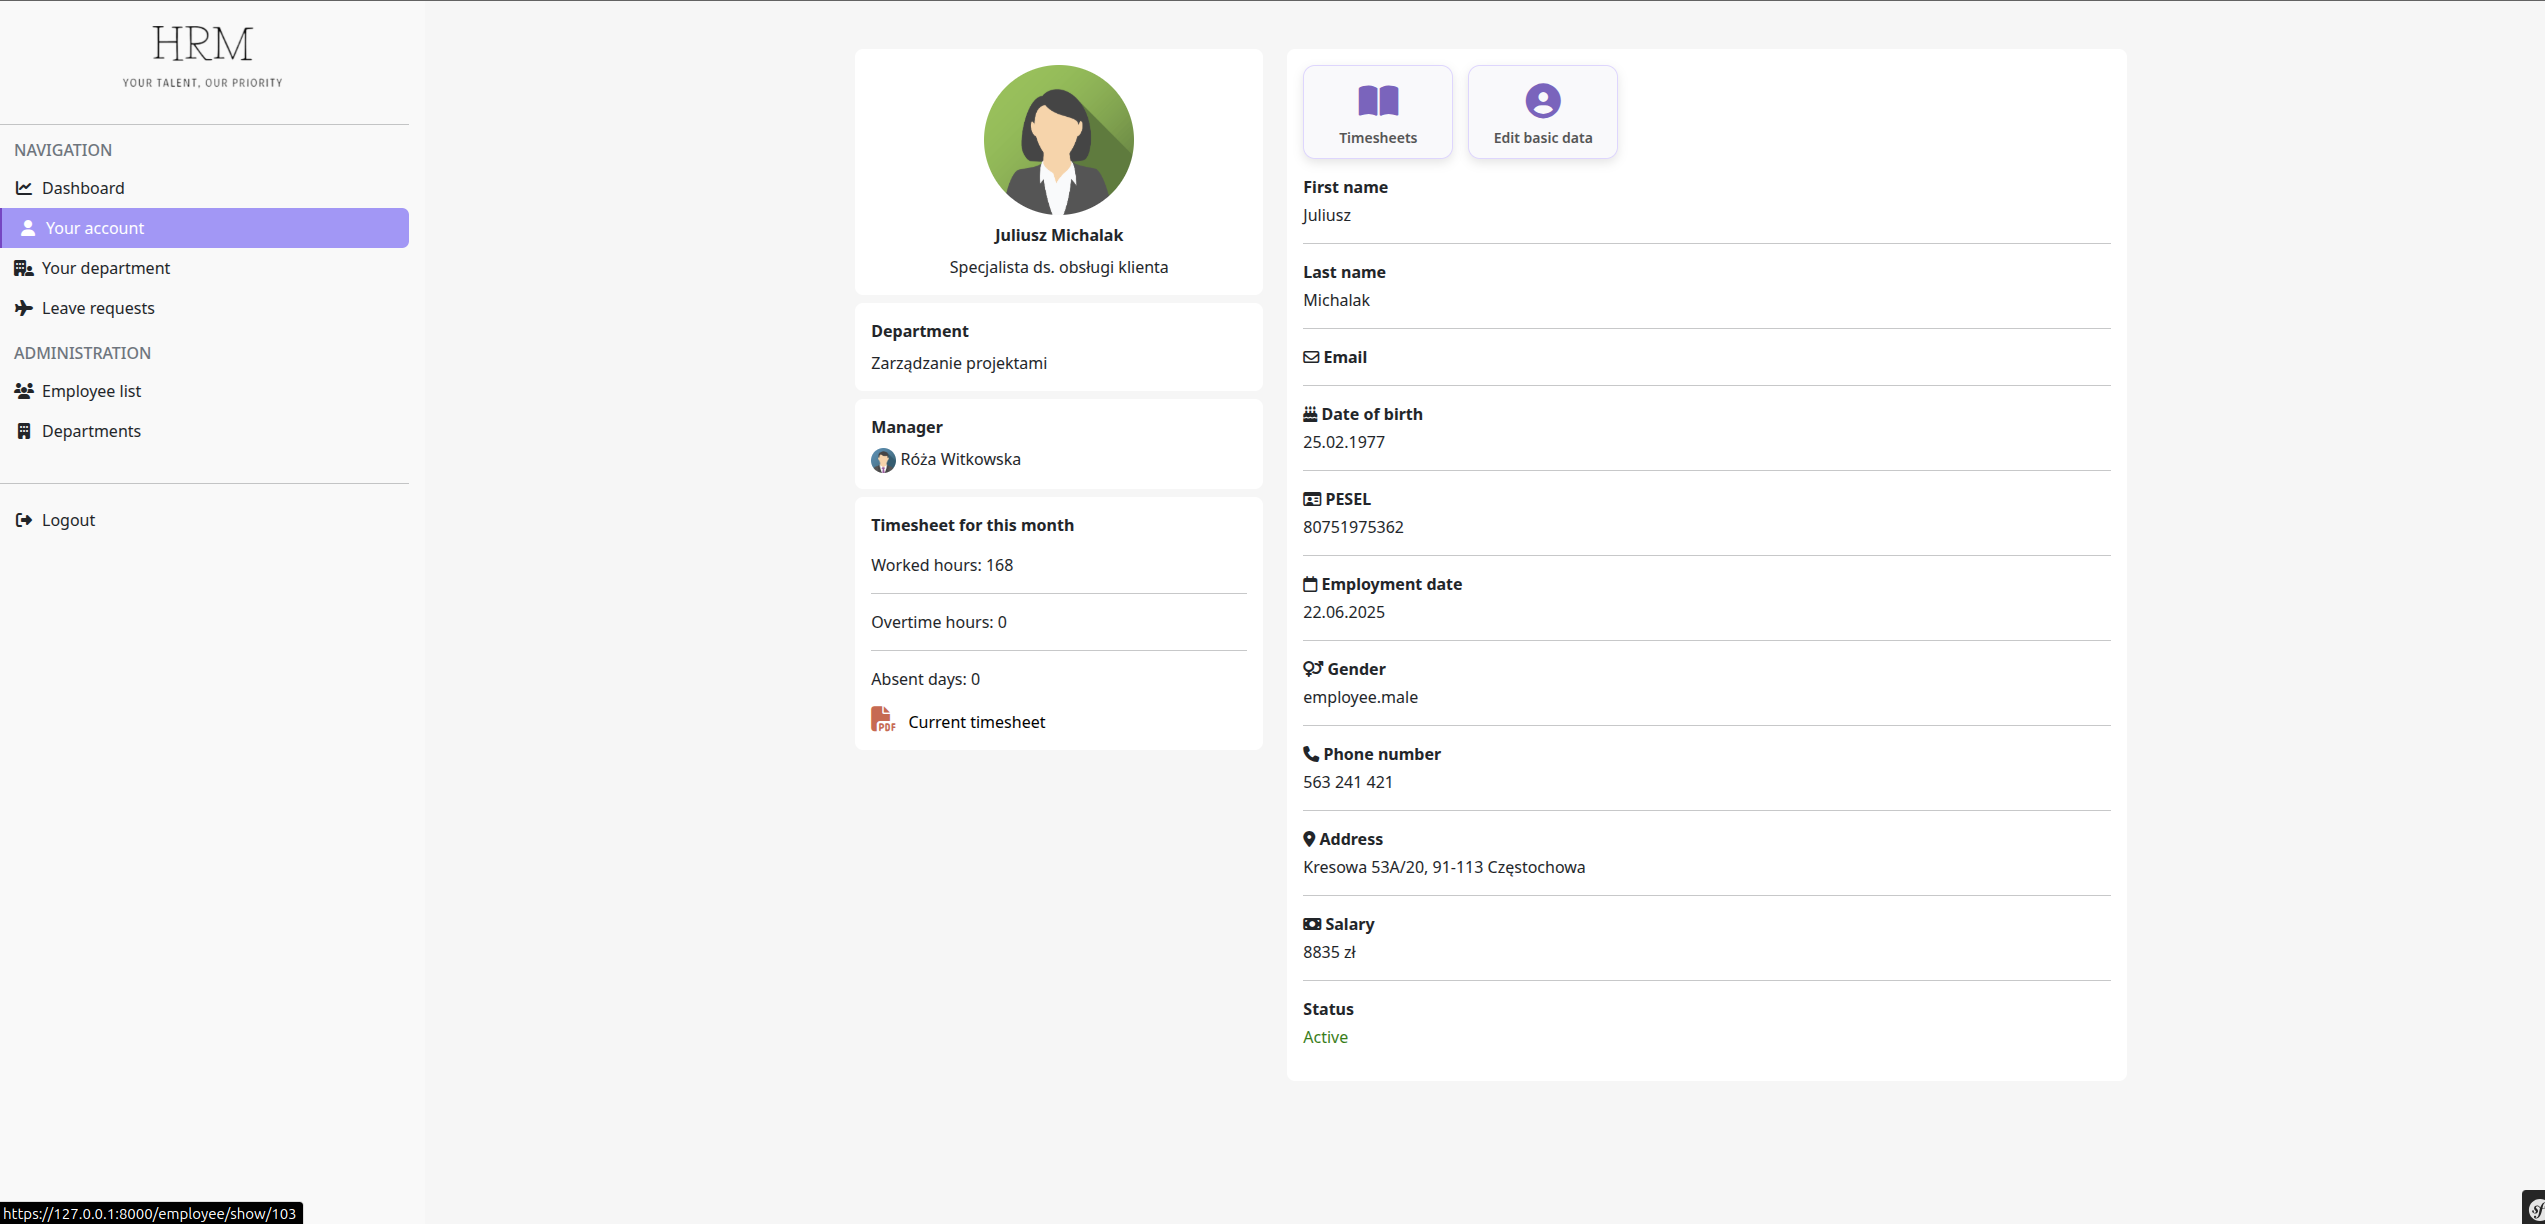 HRM
YOUR TALENT, OUR PRIORITY
NAVIGATION
Dashboard
Your account
Your department
Leave requests
ADMINISTRATION
Employee list
Departments
Logout
Juliusz Michalak
Specjalista ds. obsługi klienta
Department
Zarządzanie projektami
Manager
Róża Witkowska
Timesheet for this month
Worked hours: 168
Overtime hours: 0
Absent days: 0
PDF
Current timesheet
Timesheets
Edit basic data
First name
Juliusz
Last name
Michalak
Email
Date of birth
25.02.1977
PESEL
80751975362
Employment date
22.06.2025
Gender
employee.male
Phone number
563 241 421
Address
Kresowa 53A/20, 91-113 Częstochowa
Salary
8835 zł
Status
Active
https://127.0.0.1:8000/employee/show/103